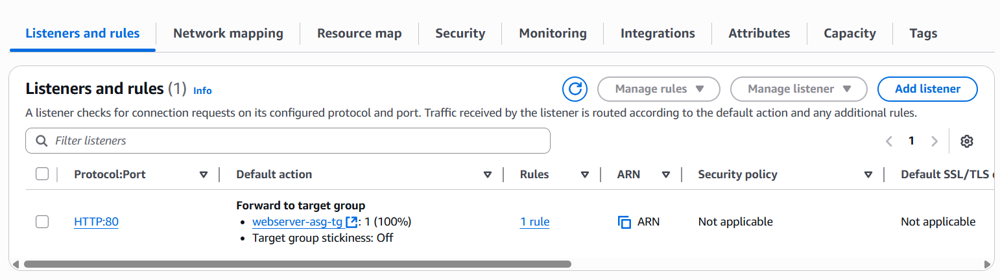 Listeners and rules Network mapping Resource map Security Monitoring Integrations Attributes Capacity Tags
Listeners and rules (1) Info Manage rules Manage listener Add listener
A listener checks for connection requests on its configured protocol and port. Traffic received by the listener is routed according to the default action and any additional rules.
Filter listeners 1
Protocol:Port Default action Rules ARN Security policy Default SSL/TLS
Forward to target group
HTTP:80 • webserver-asg-tg : 1 (100%) 1 rule ARN Not applicable Not applicable
• Target group stickiness: Off